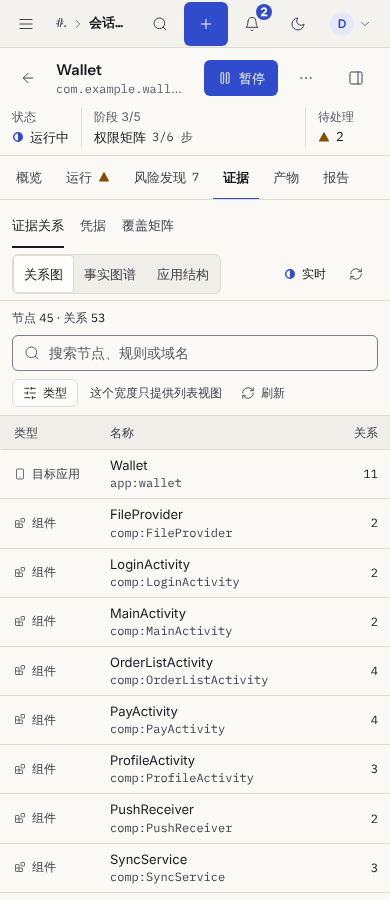 #. 会话...
2
D
Wallet
com.example.wall...
暂停
状态
运行中
阶段 3/5
权限矩阵 3/6 步
待处理
2
概览 运行 风险发现 7 证据 产物 报告
证据关系 凭据 覆盖矩阵
关系图 事实图谱 应用结构 实时
节点 45 · 关系 53
搜索节点、规则或域名
类型 这个宽度只提供列表视图 刷新
类型 名称 关系
目标应用 Wallet 11
app:wallet
组件 FileProvider 2
comp:FileProvider
组件 LoginActivity 2
comp:LoginActivity
组件 MainActivity 2
comp:MainActivity
组件 OrderListActivity 4
comp:OrderListActivity
组件 PayActivity 4
comp:PayActivity
组件 ProfileActivity 3
comp:ProfileActivity
组件 PushReceiver 2
comp:PushReceiver
组件 SyncService 3
comp:SyncService